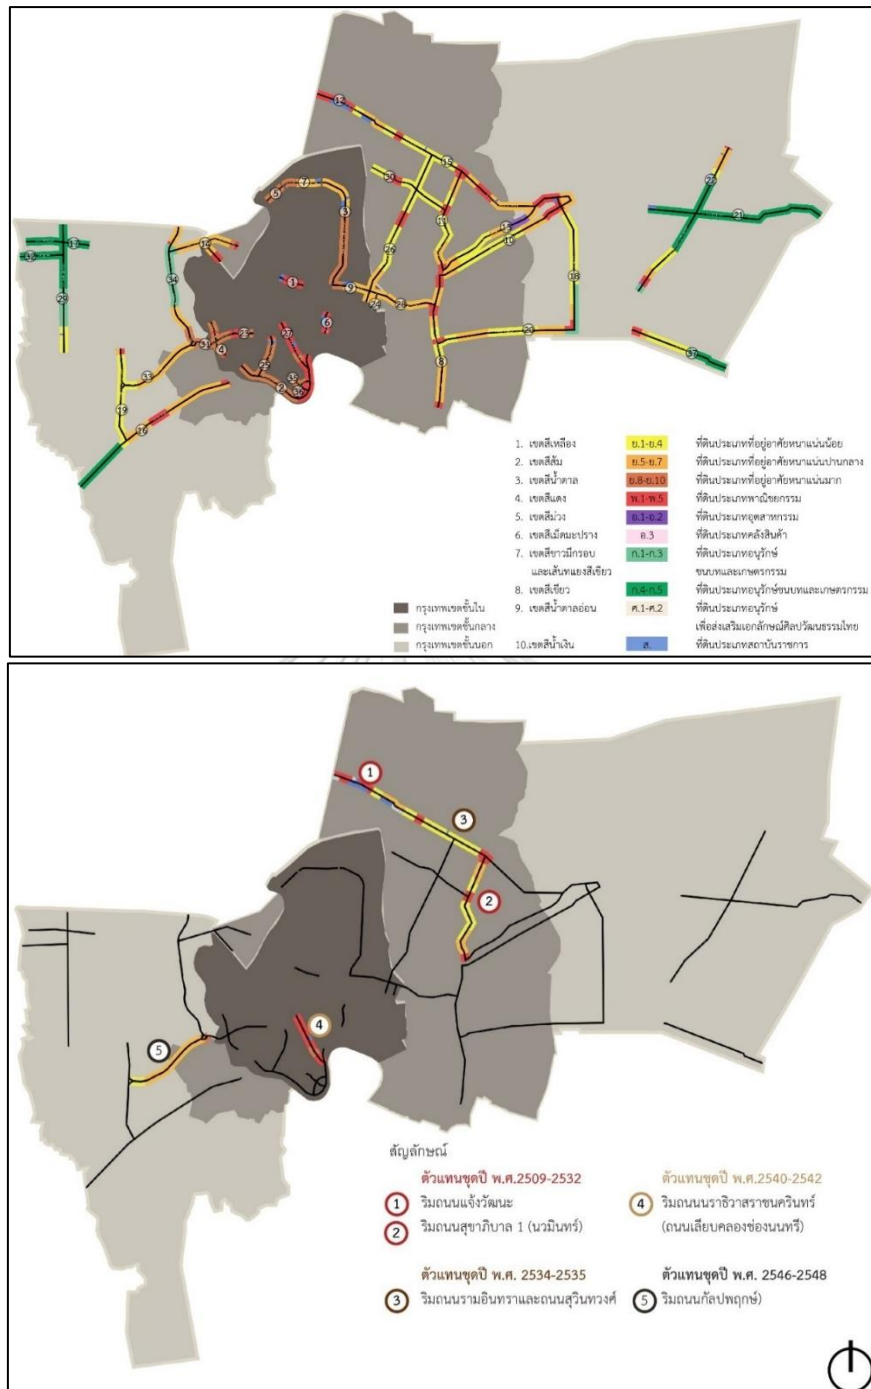 1. เขตสีเหลือง ย.1-ย.4 ที่ดินประเภทที่อยู่อาศัยหนาแน่นน้อย
2. เขตสีส้ม ย.5-ย.7 ที่ดินประเภทที่อยู่อาศัยหนาแน่นปานกลาง
3. เขตสีน้ำตาล ย.8-ย.10 ที่ดินประเภทที่อยู่อาศัยหนาแน่นมาก
4. เขตสีแดง พ.1-พ.5 ที่ดินประเภทพาณิชยกรรม
5. เขตสีม่วง อ.1-อ.2 ที่ดินประเภทอุตสาหกรรม
6. เขตสีเม็ดมะปราง อ.3 ที่ดินประเภทคลังสินค้า
7. เขตสีขาวมีกรอบ ก.1-ก.3 ที่ดินประเภทอนุรักษ์
และเส้นทแยงสีเขียว ชนบทและเกษตรกรรม
8. เขตสีเขียว ก.4-ก.5 ที่ดินประเภทอนุรักษ์ชนบทและเกษตรกรรม
กรุงเทพเขตชั้นใน 9. เขตสีน้ำตาลอ่อน ศ.1-ศ.2 ที่ดินประเภทอนุรักษ์
กรุงเทพเขตชั้นกลาง เพื่อส่งเสริมเอกลักษณ์ศิลปวัฒนธรรมไทย
กรุงเทพเขตชั้นนอก 10.เขตสีน้ำเงิน ส. ที่ดินประเภทสถาบันราชการ
1
3
2
4
5
สัญลักษณ์
ตัวแทนชุดปี พ.ศ.2509-2532 ตัวแทนชุดปี พ.ศ.2540-2542
1 ริมถนนแจ้งวัฒนะ 4 ริมถนนนราธิวาสราชนครินทร์
2 ริมถนนสุขาภิบาล 1 (นวมินทร์) (ถนนเลียบคลองช่องนนทรี)
ตัวแทนชุดปี พ.ศ. 2534-2535 ตัวแทนชุดปี พ.ศ. 2546-2548
3 ริมถนนรามอินทราและถนนสุวินทวงศ์ 5 ริมถนนกัลปพฤกษ์)